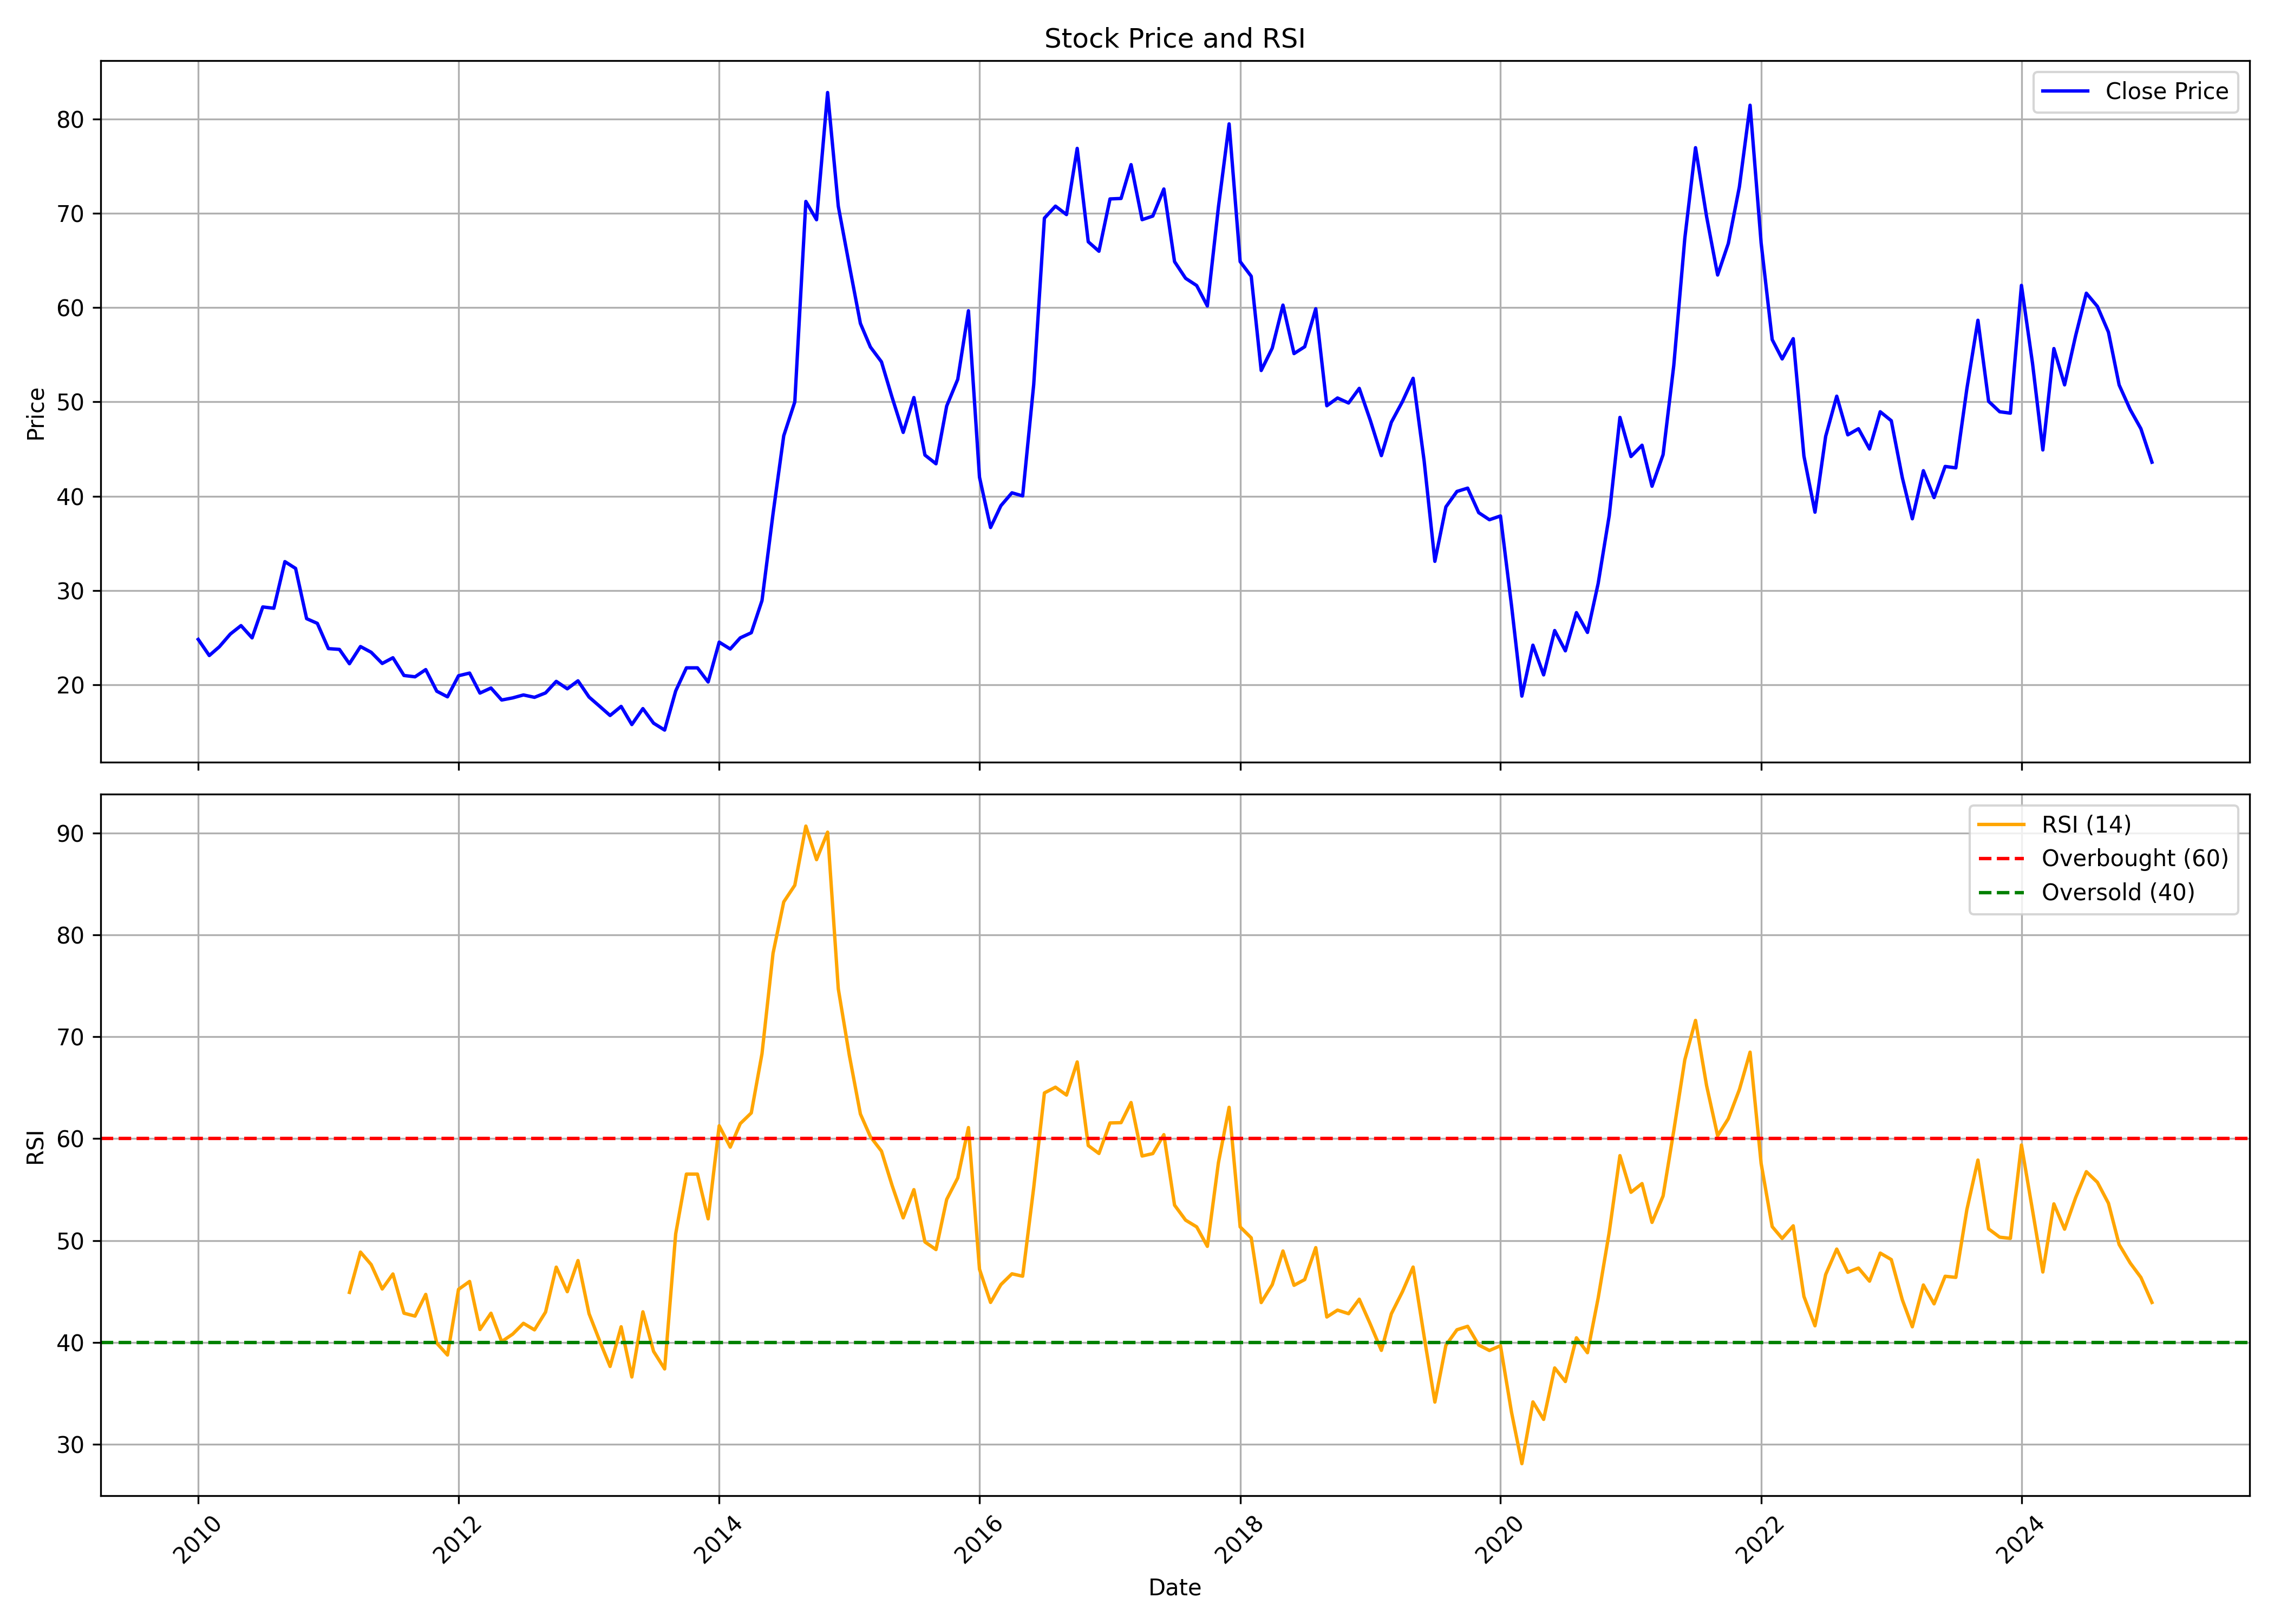 Stock Price and RSI
Close Price
80
70
60
50
40
30
20
Price
RSI (14)
Overbought (60)
Oversold (40)
90
80
70
60
50
40
30
RSI
2010
2012
2014
2016
2018
2020
2022
2024
Date